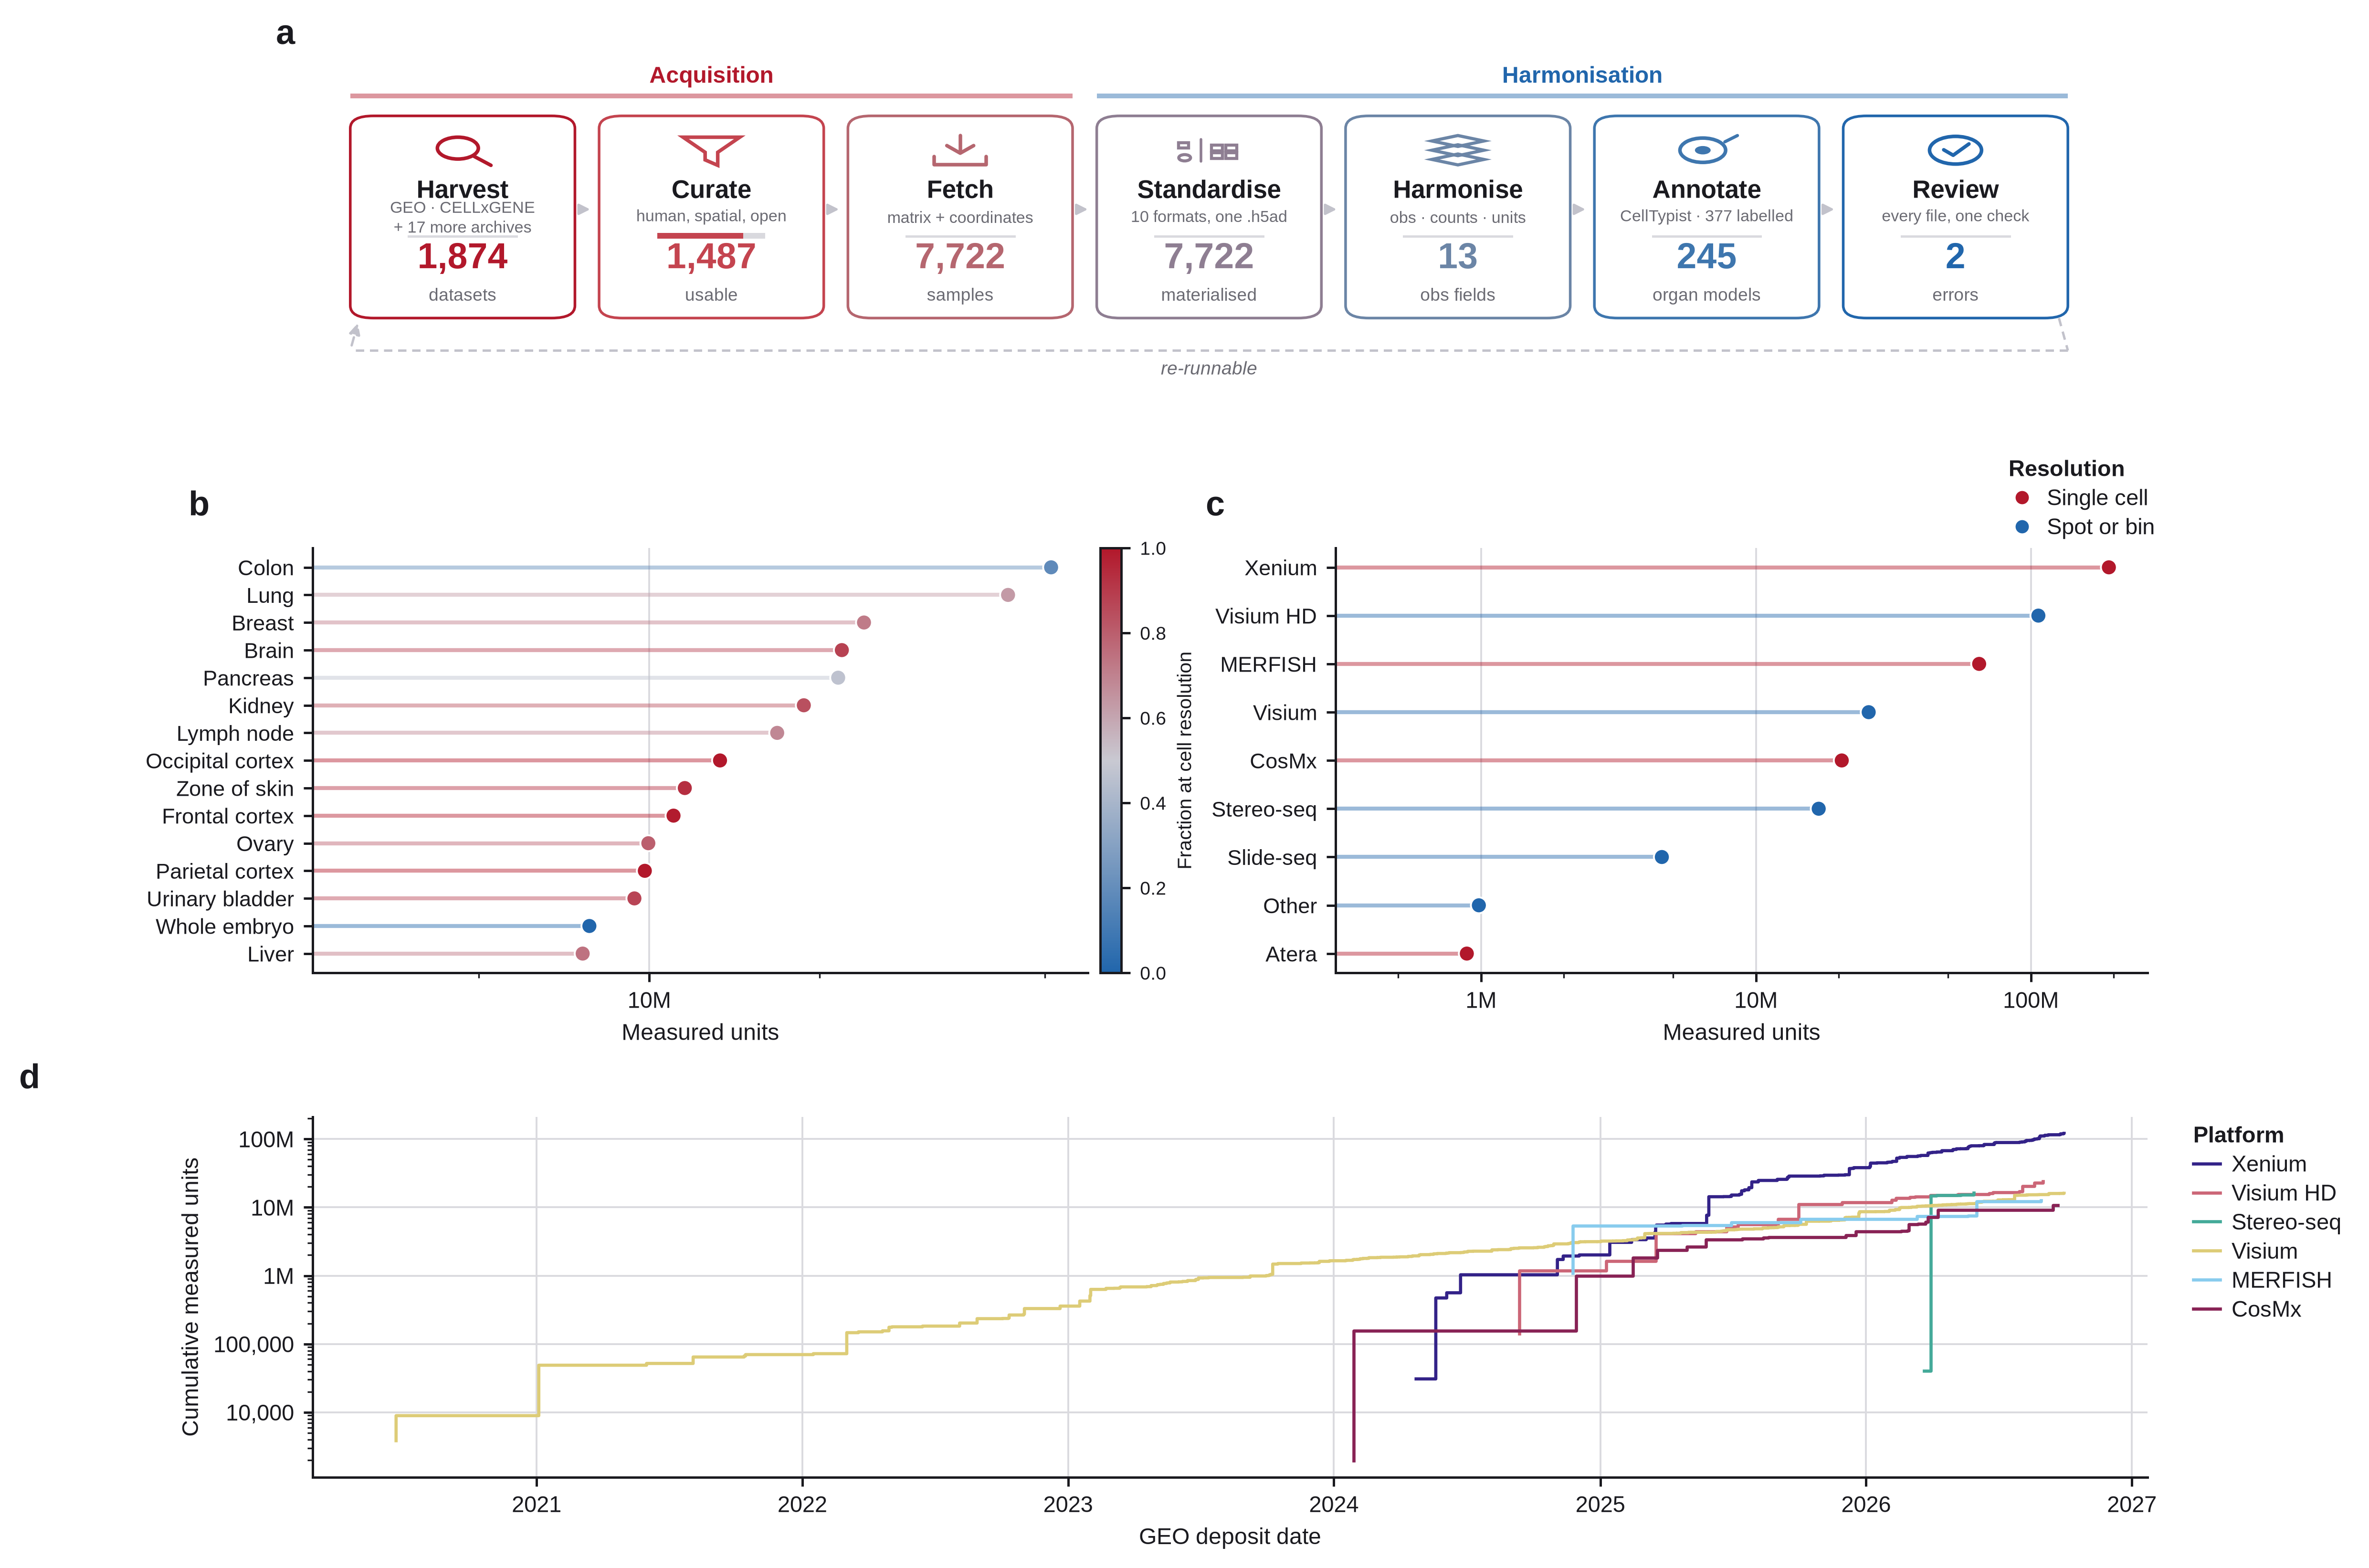 a
Acquisition
Harmonisation
Harvest
GEO · CELLxGENE
+ 17 more archives
1,874
datasets
Curate
human, spatial, open
1,487
usable
Fetch
matrix + coordinates
7,722
samples
Standardise
10 formats, one .h5ad
7,722
materialised
Harmonise
obs · counts · units
13
obs fields
Annotate
CellTypist · 377 labelled
245
organ models
Review
every file, one check
2
errors
re-runnable
b
Colon
Lung
Breast
Brain
Pancreas
Kidney
Lymph node
Occipital cortex
Zone of skin
Frontal cortex
Ovary
Parietal cortex
Urinary bladder
Whole embryo
Liver
10M
Measured units
1.0
0.8
0.6
0.4
0.2
0.0
Fraction at cell resolution
c
Resolution
Single cell
Spot or bin
Xenium
Visium HD
MERFISH
Visium
CosMx
Stereo-seq
Slide-seq
Other
Atera
1M
10M
100M
Measured units
d
Cumulative measured units
100M
10M
1M
100,000
10,000
2021
2022
2023
2024
2025
2026
2027
GEO deposit date
Platform
Xenium
Visium HD
Stereo-seq
Visium
MERFISH
CosMx